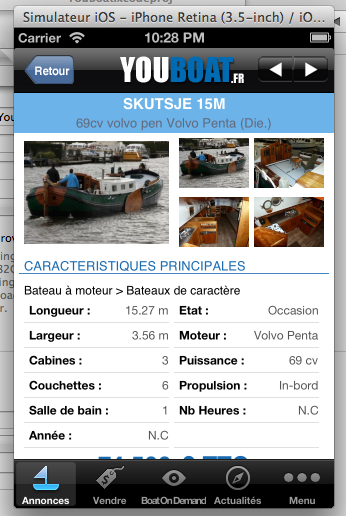 Simulateur iOS – iPhone Retina (3.5-inch) / iO...
Carrier 10:28 PM
Retour YOUBOAT.FR
SKUTSJE 15M
69cv volvo pen Volvo Penta (Die.)
CARACTERISTIQUES PRINCIPALES
Bateau à moteur > Bateaux de caractère
Longueur : 15.27 m Etat : Occasion
Largeur : 3.56 m Moteur : Volvo Penta
Cabines : 3 Puissance : 69 cv
Couchettes : 6 Propulsion : In-bord
Salle de bain : 1 Nb Heures : N.C
Année : N.C
Annonces Vendre BoatOnDemand Actualités Menu